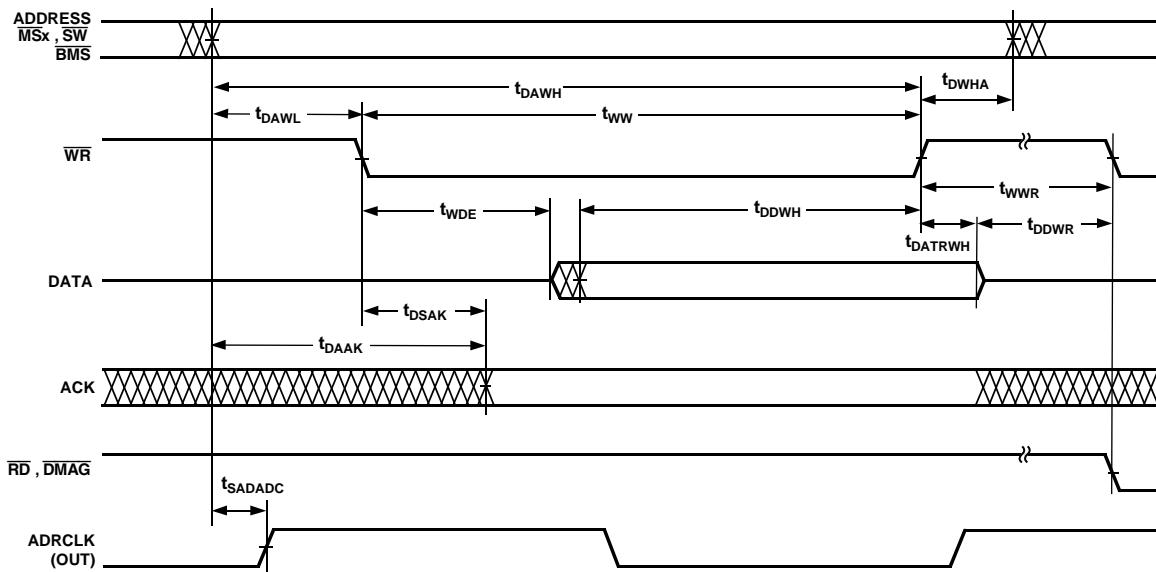 ADDRESS
MSx , SW
BMS
tDAWH
tDWHA
tDAWL
tWW
WR
tWWR
tWDE
tDDWH
tDATRWH
tDDWR
DATA
tDSAK
tDAAK
ACK
RD , DMAG
tSADADC
ADRCLK
(OUT)